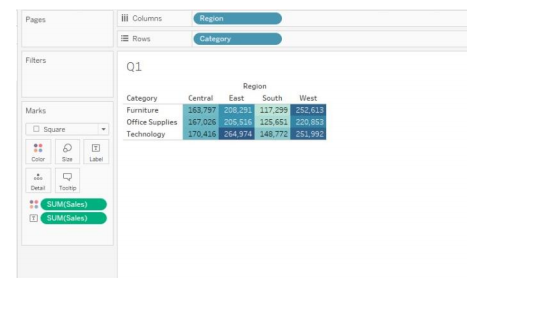 Pages
Columns Region
Rows Category
Filters
Q1
Region
Category Central East South West
Furniture 163,797 208,291 117,299 252,613
Office Supplies 167,026 205,516 125,651 220,853
Technology 170,416 264,974 148,772 251,992
Marks
Square
Color Size Label
Detail Tooltip
SUM(Sales)
T SUM(Sales)